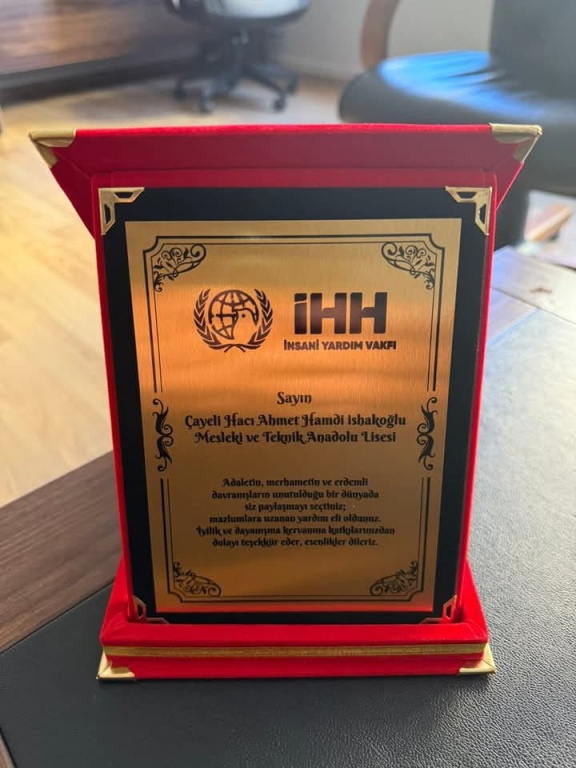 iHH
İNSANİ YARDIM VAKFI
Sayın
Çayeli Hacı Ahmet Hamdi ishakoğlu
Mesleki ve Teknik Anadolu Lisesi
Adaletin, merhametin ve erdemli
davranışların unutulduğu bir dünyada
siz paylaşmayı seçtiniz;
mazlumlara uzanan yardım eli oldunuz.
İyilik ve dayanışma kervanına katkılarınızdan
dolayı teşekkür eder, esenlikler dileriz.